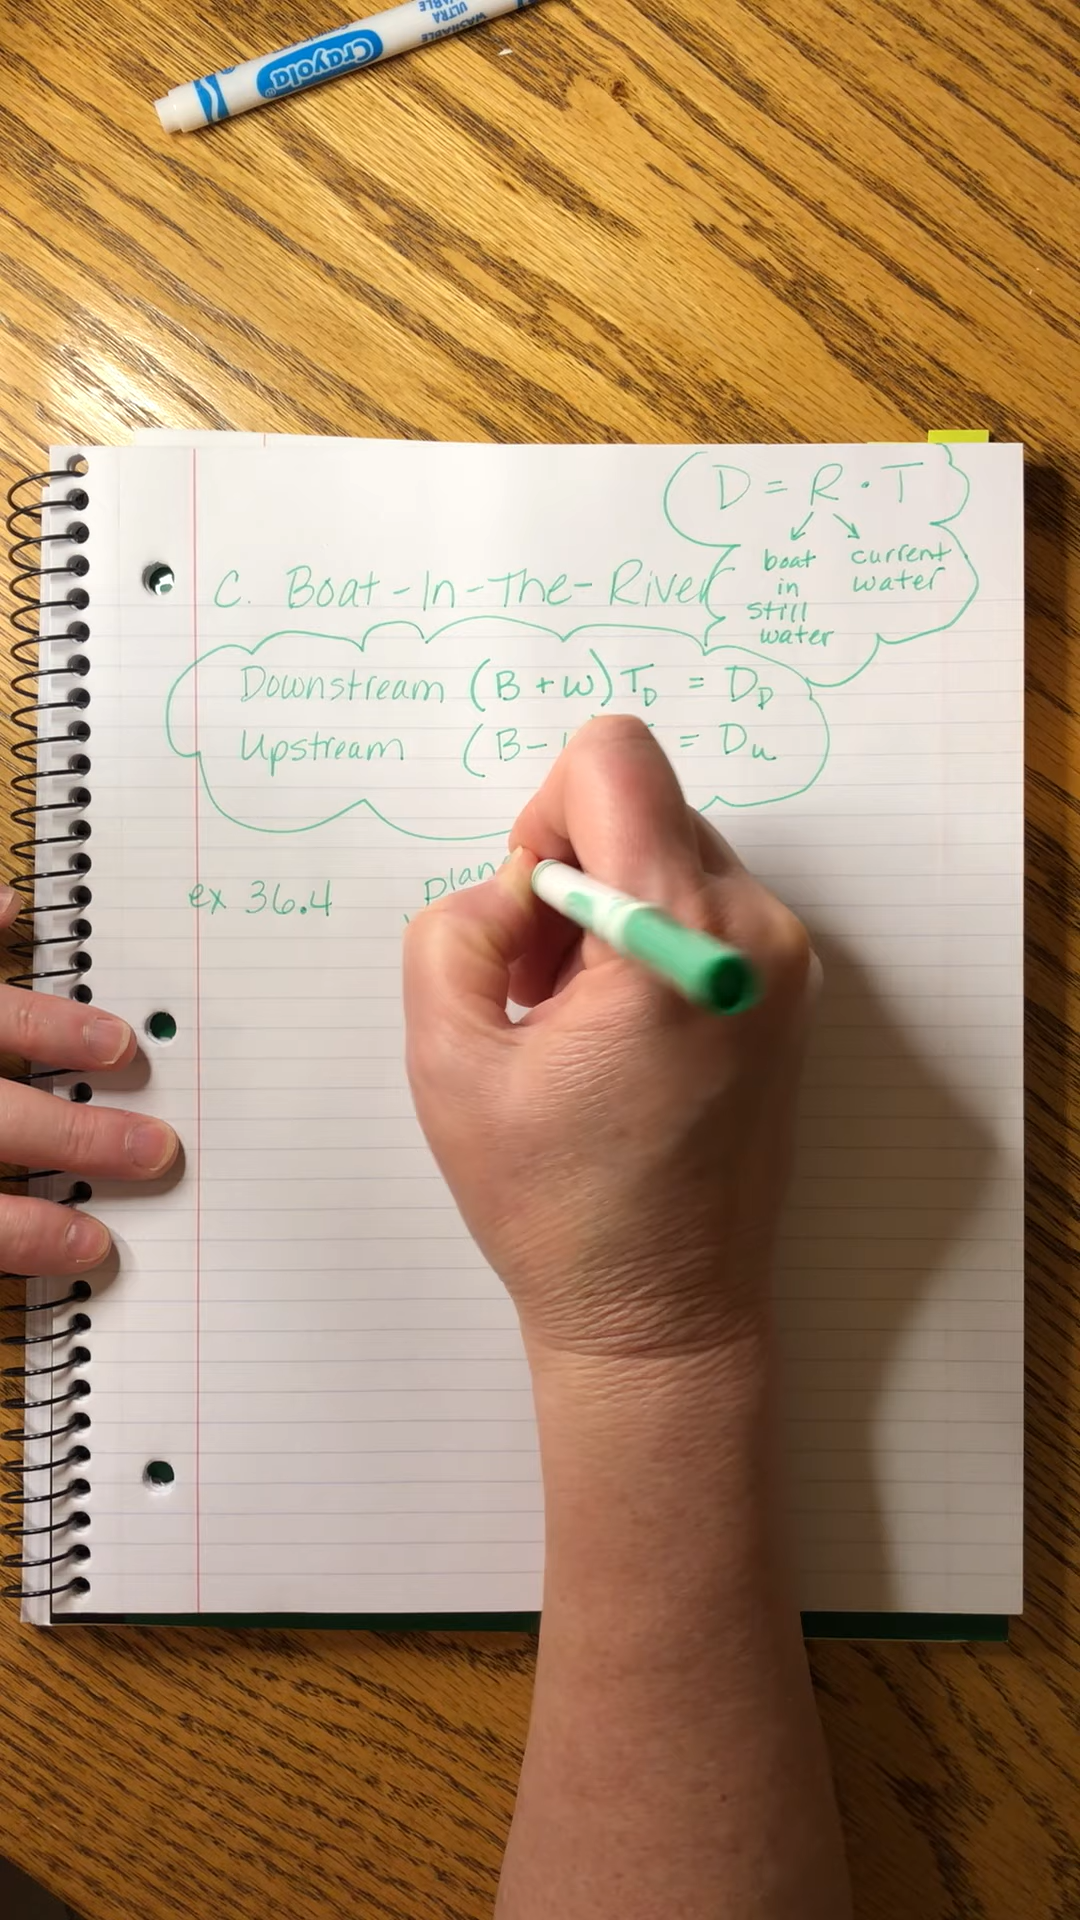 Crayola
ULTRA
WASHABLE
D = R · T
boat in still water
current water
C. Boat-In-The-River
Downstream (B + W) T_D = D_D
Upstream (B - = D_u
ex 36.4
plan